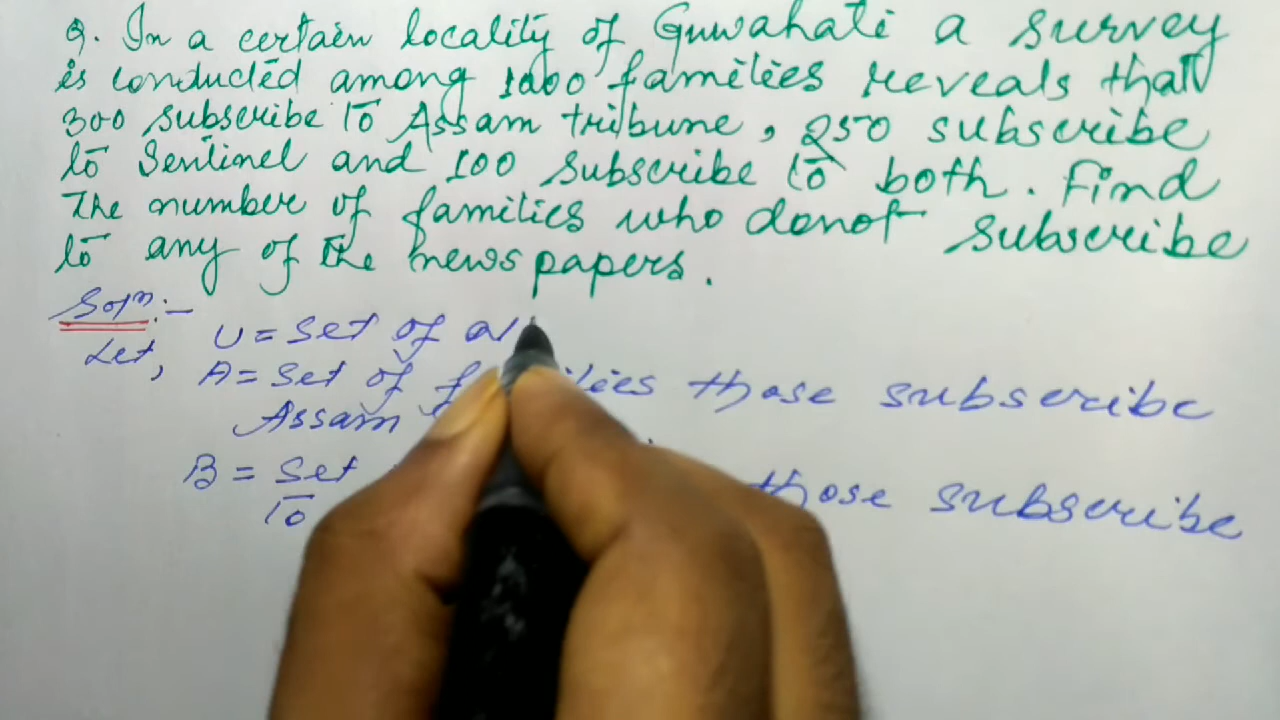 Q. In a certain locality of Guwahati a survey
is conducted among 1000 families reveals that
300 subscribe to Assam tribune, 250 subscribe
to Sentinel and 100 subscribe to both. Find
The number of families who donot subscribe
to any of the news papers.
Soln:-
Let, U = Set of al
A = Set of those subscribe
Assam
B = Set those subscribe
to